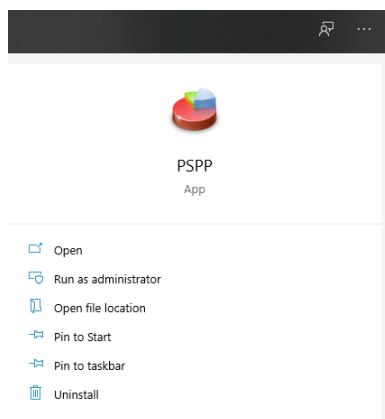 PSPP
App
Open
Run as administrator
Open file location
Pin to Start
Pin to taskbar
Uninstall